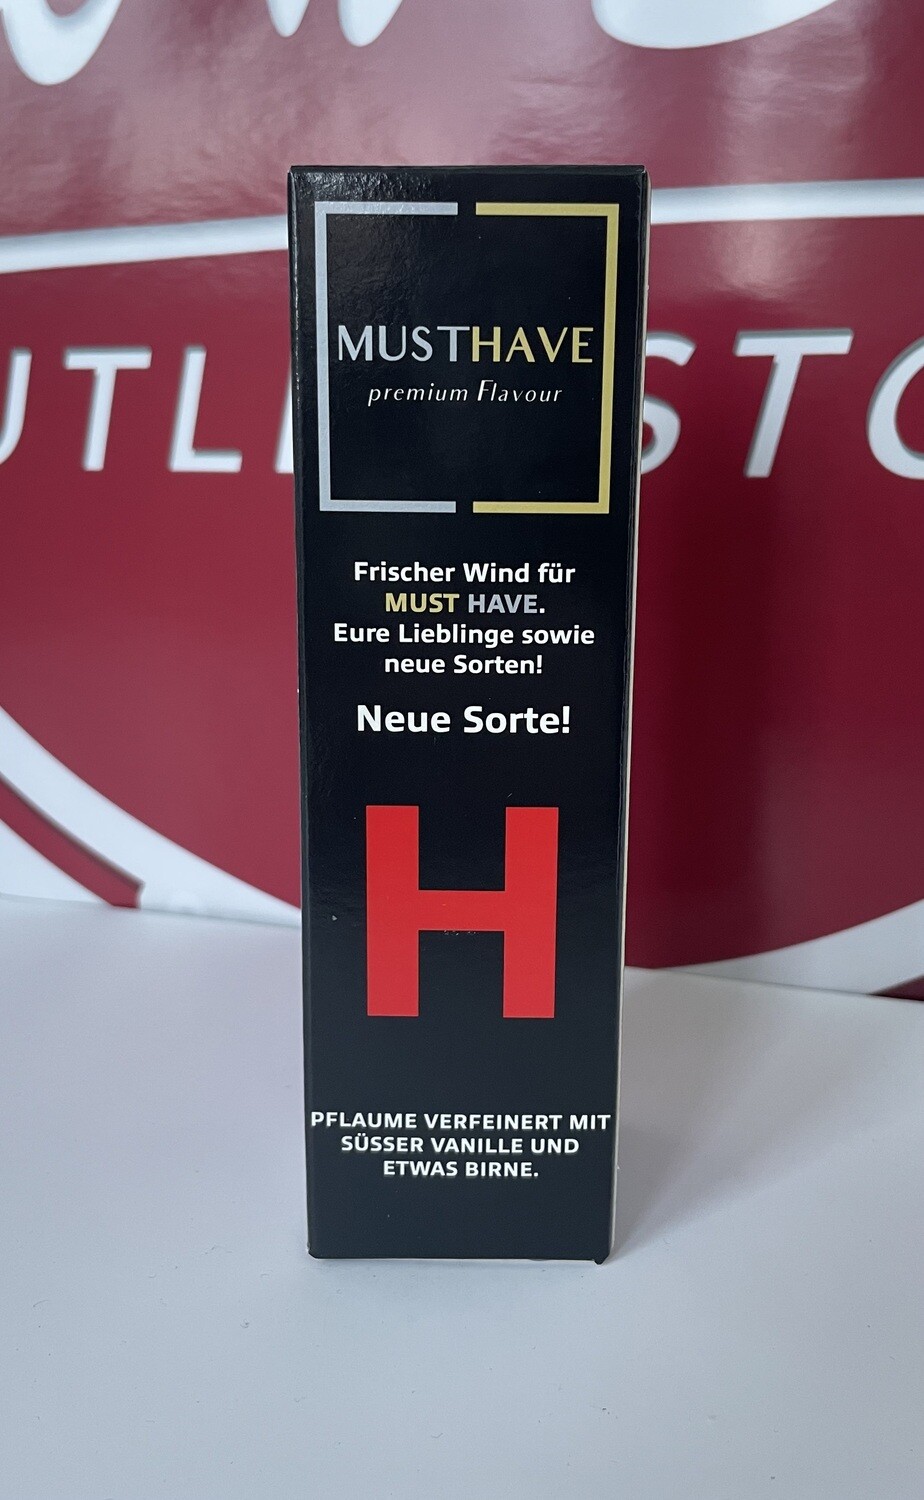 MUSTHAVE
premium Flavour
Frischer Wind für
MUST HAVE.
Eure Lieblinge sowie
neue Sorten!
Neue Sorte!
H
PFLAUME VERFEINERT MIT
SÜSSER VANILLE UND
ETWAS BIRNE.